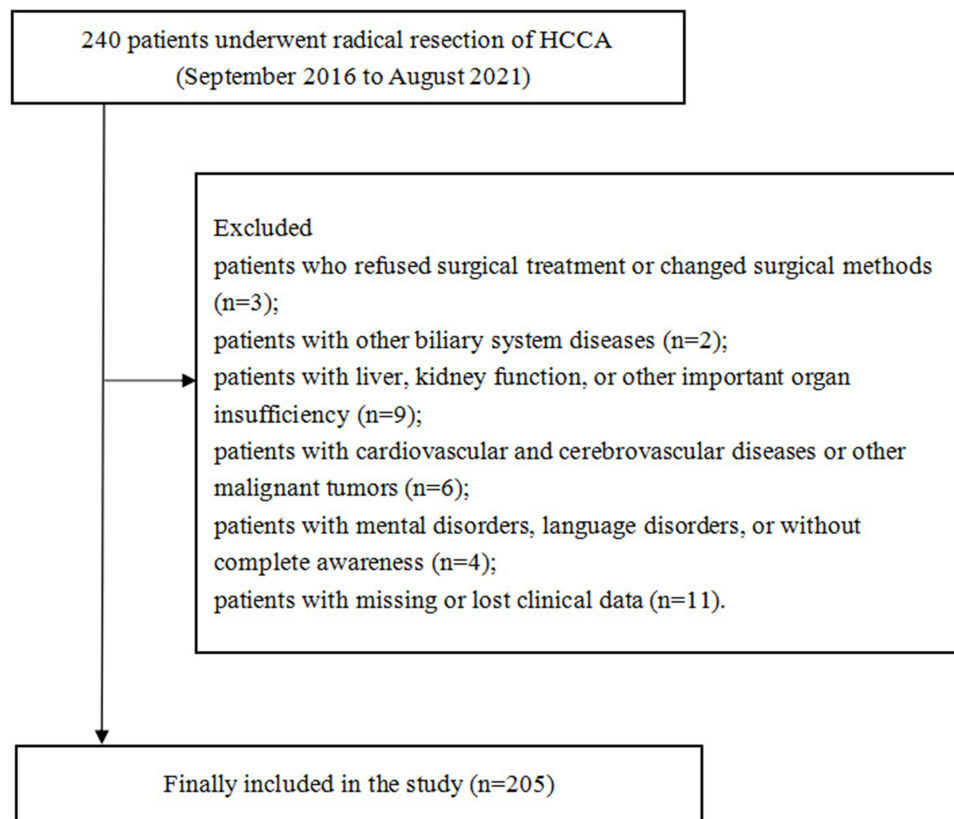 240 patients underwent radical resection of HCCA
(September 2016 to August 2021)
Excluded
patients who refused surgical treatment or changed surgical methods
(n=3);
patients with other biliary system diseases (n=2);
patients with liver, kidney function, or other important organ
insufficiency (n=9);
patients with cardiovascular and cerebrovascular diseases or other
malignant tumors (n=6);
patients with mental disorders, language disorders, or without
complete awareness (n=4);
patients with missing or lost clinical data (n=11).
Finally included in the study (n=205)